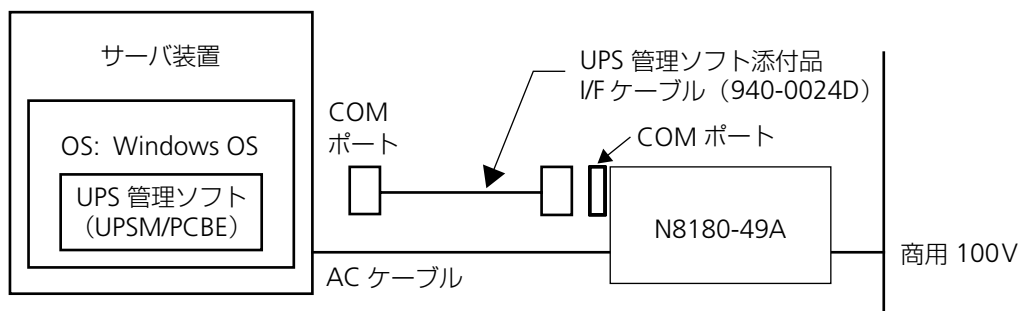 サーバ装置
OS: Windows OS
UPS 管理ソフト
（UPSM/PCBE）
COM
ポート
UPS 管理ソフト添付品
I/F ケーブル（940-0024D）
COM ポート
N8180-49A
AC ケーブル
商用 100V